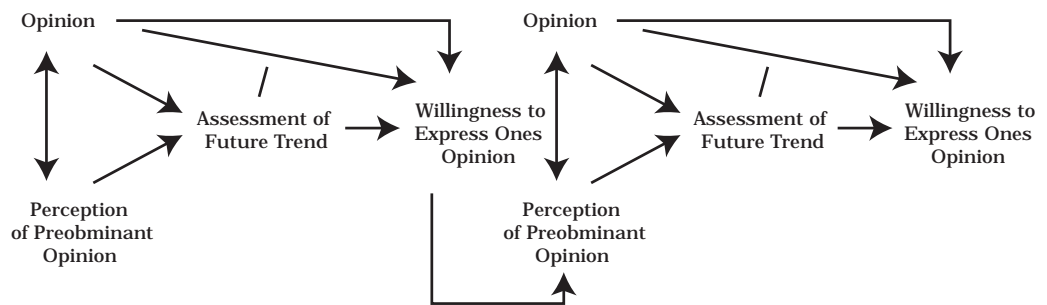 Opinion
Assessment of
Future Trend
Willingness to
Express Ones
Opinion
Perception
of Preobminant
Opinion
Opinion
Assessment of
Future Trend
Willingness to
Express Ones
Opinion
Perception
of Preobminant
Opinion